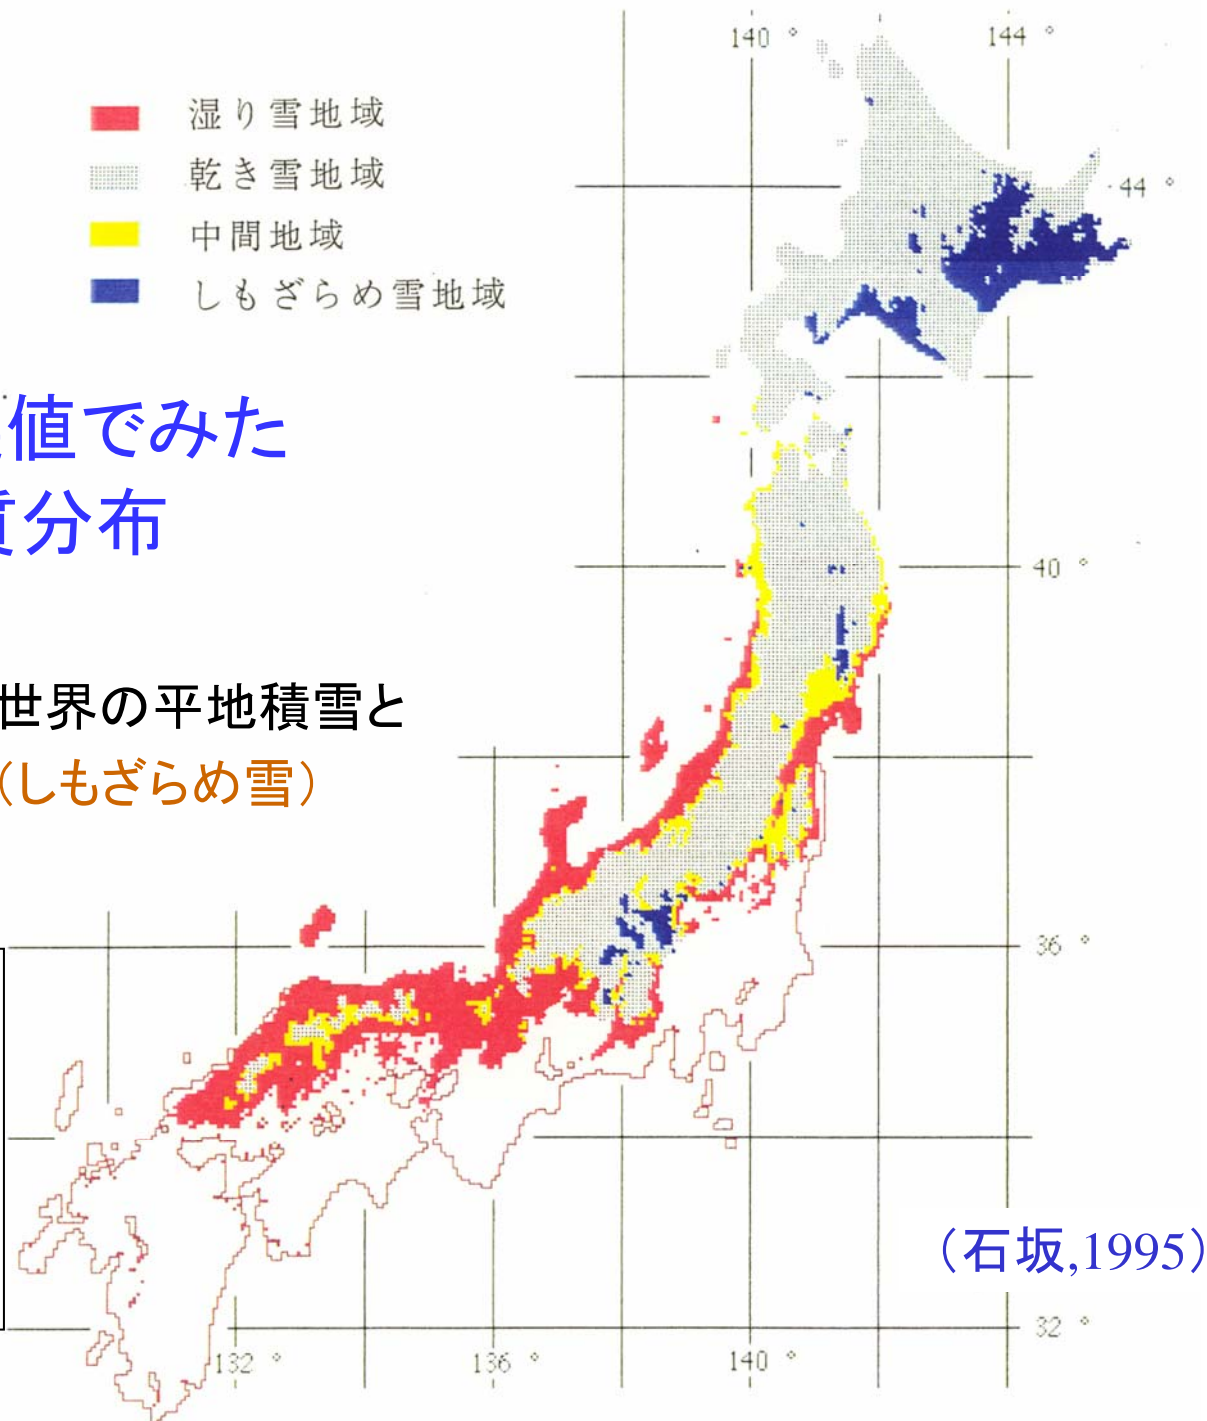 140 °
144 °
湿り雪地域
乾き雪地域
中間地域
しもざらめ雪地域
44 °
値でみた
質分布
40 °
世界の平地積雪と
(しもざらめ雪)
36 °
(石坂,1995)
32 °
132 °
136 °
140 °